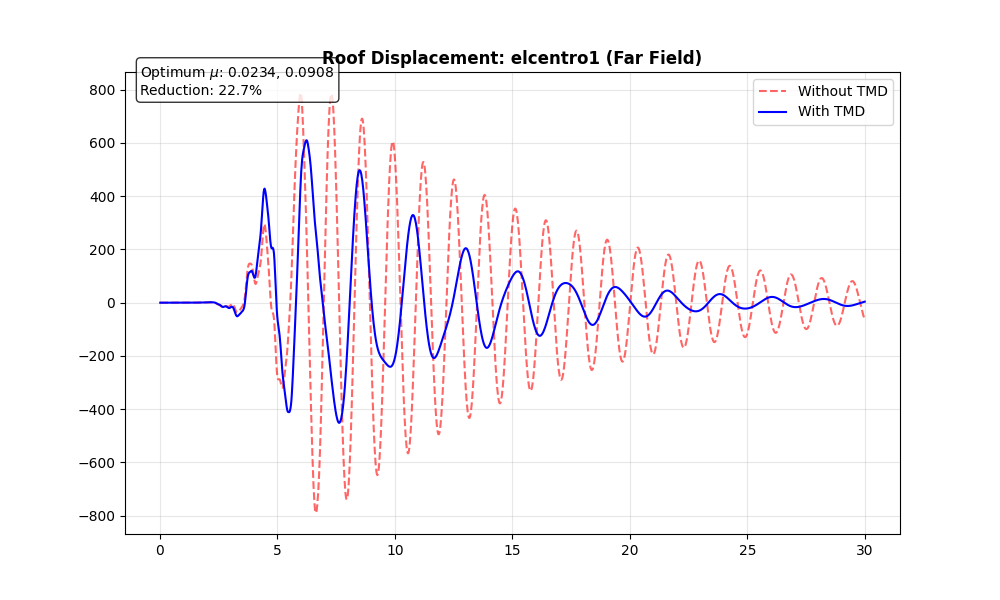 Roof Displacement: elcentro1 (Far Field)
Optimum μ: 0.0234, 0.0908
Reduction: 22.7%
Without TMD
With TMD
800
600
400
200
0
−200
−400
−600
−800
0 5 10 15 20 25 30